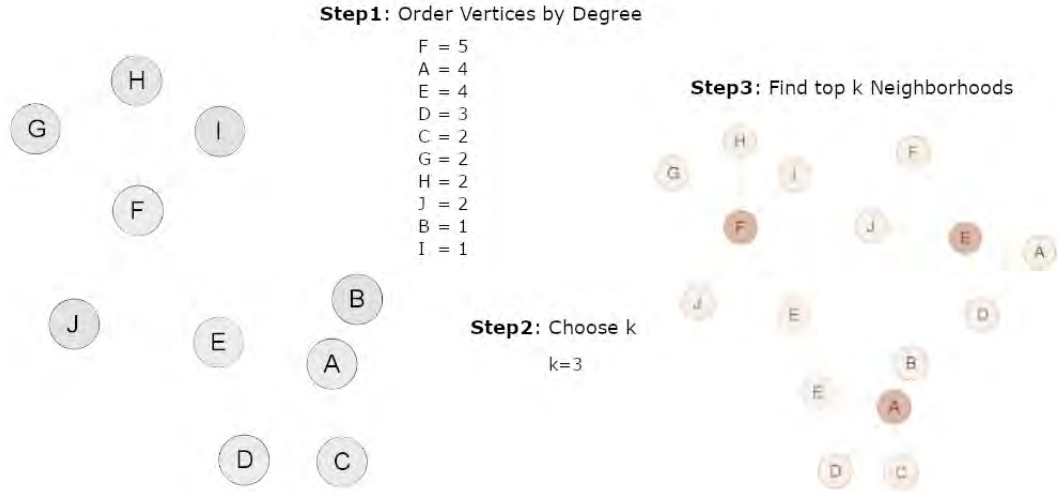 Step1: Order Vertices by Degree
F = 5
A = 4
E = 4
D = 3
C = 2
G = 2
H = 2
J = 2
B = 1
I = 1
H
G
I
F
J
E
B
A
D
C
Step2: Choose k
k=3
Step3: Find top k Neighborhoods
H
G
I
F
J
E
F
J
E
A
D
B
E
A
D
C